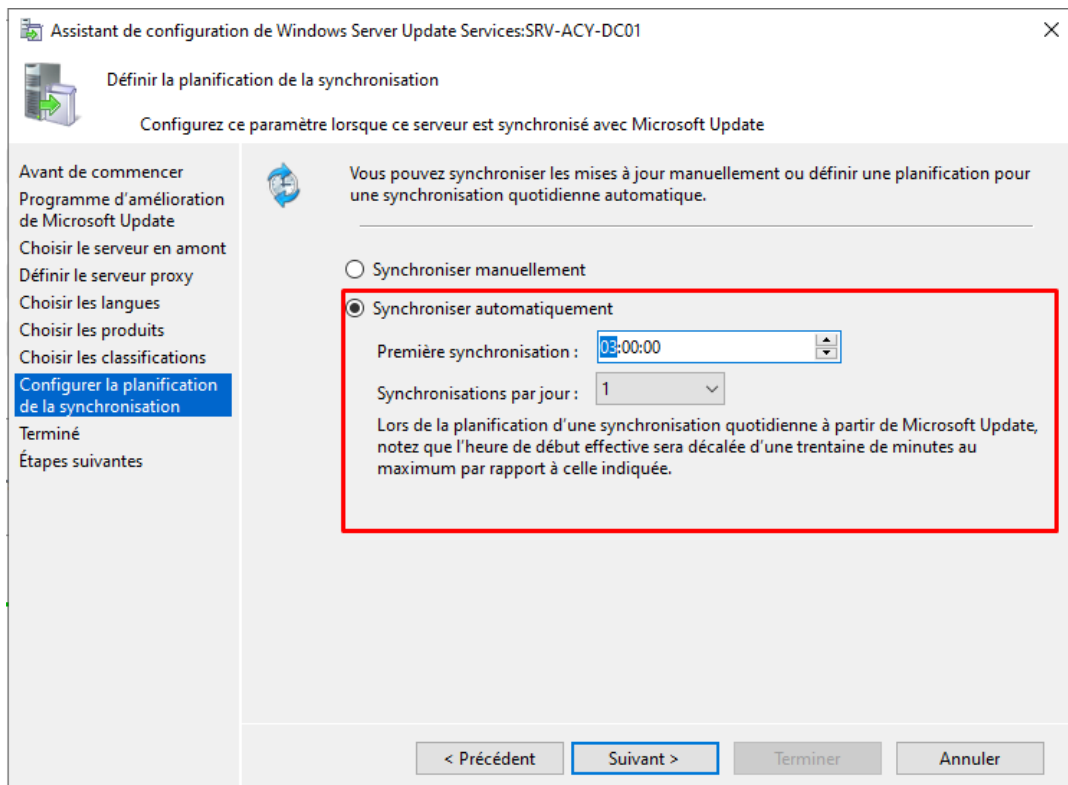 Assistant de configuration de Windows Server Update Services:SRV-ACY-DC01
Définir la planification de la synchronisation
Configurez ce paramètre lorsque ce serveur est synchronisé avec Microsoft Update
Avant de commencer
Programme d'amélioration
de Microsoft Update
Choisir le serveur en amont
Définir le serveur proxy
Choisir les langues
Choisir les produits
Choisir les classifications
Configurer la planification
de la synchronisation
Terminé
Étapes suivantes
Vous pouvez synchroniser les mises à jour manuellement ou définir une planification pour
une synchronisation quotidienne automatique.
Synchroniser manuellement
Synchroniser automatiquement
Première synchronisation : 03:00:00
Synchronisations par jour : 1
Lors de la planification d'une synchronisation quotidienne à partir de Microsoft Update,
notez que l'heure de début effective sera décalée d'une trentaine de minutes au
maximum par rapport à celle indiquée.
< Précédent Suivant > Terminer Annuler